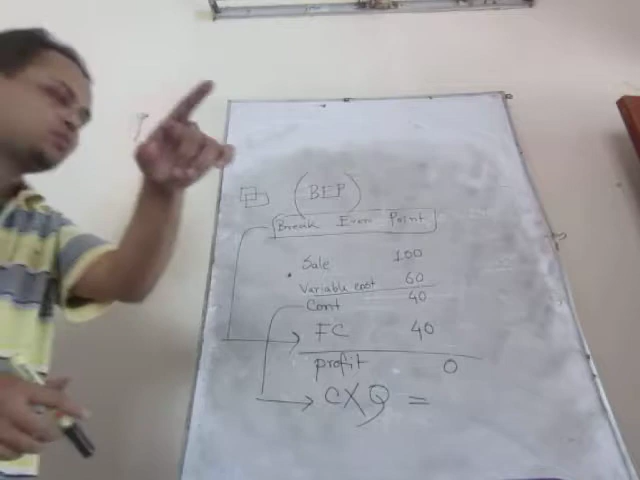 (BEP)
Break Even Point
Sale 100
Variable cost 60
Cont 40
FC 40
profit 0
CXQ =